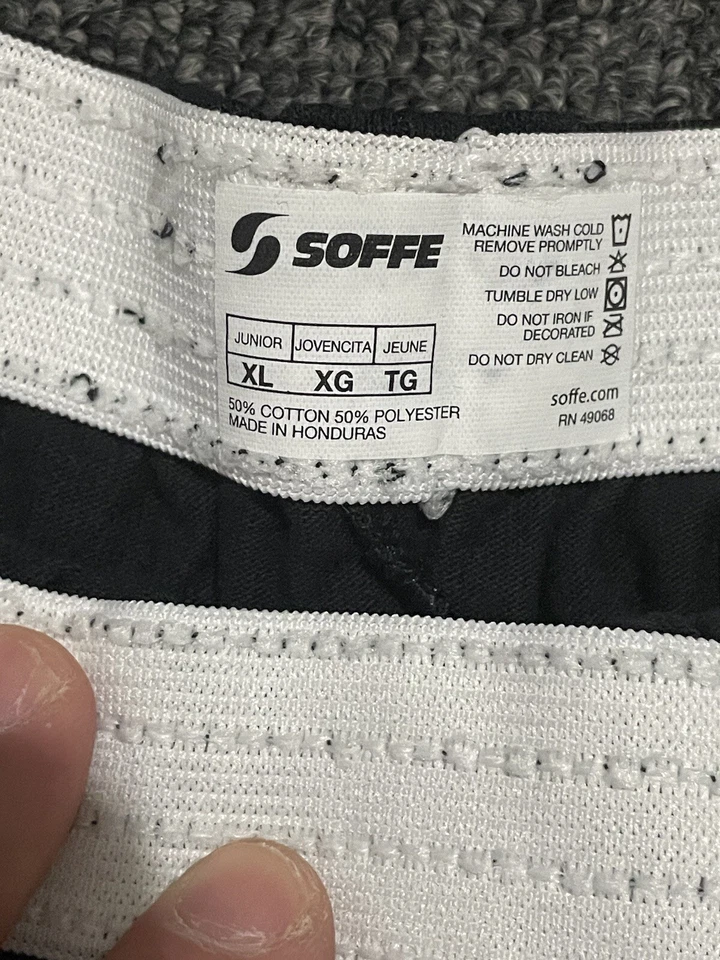 SOFFE
JUNIOR JOVENCITA JEUNE
XL XG TG
50% COTTON 50% POLYESTER
MADE IN HONDURAS
MACHINE WASH COLD
REMOVE PROMPTLY
DO NOT BLEACH
TUMBLE DRY LOW
DO NOT IRON IF
DECORATED
DO NOT DRY CLEAN
soffe.com
RN 49068